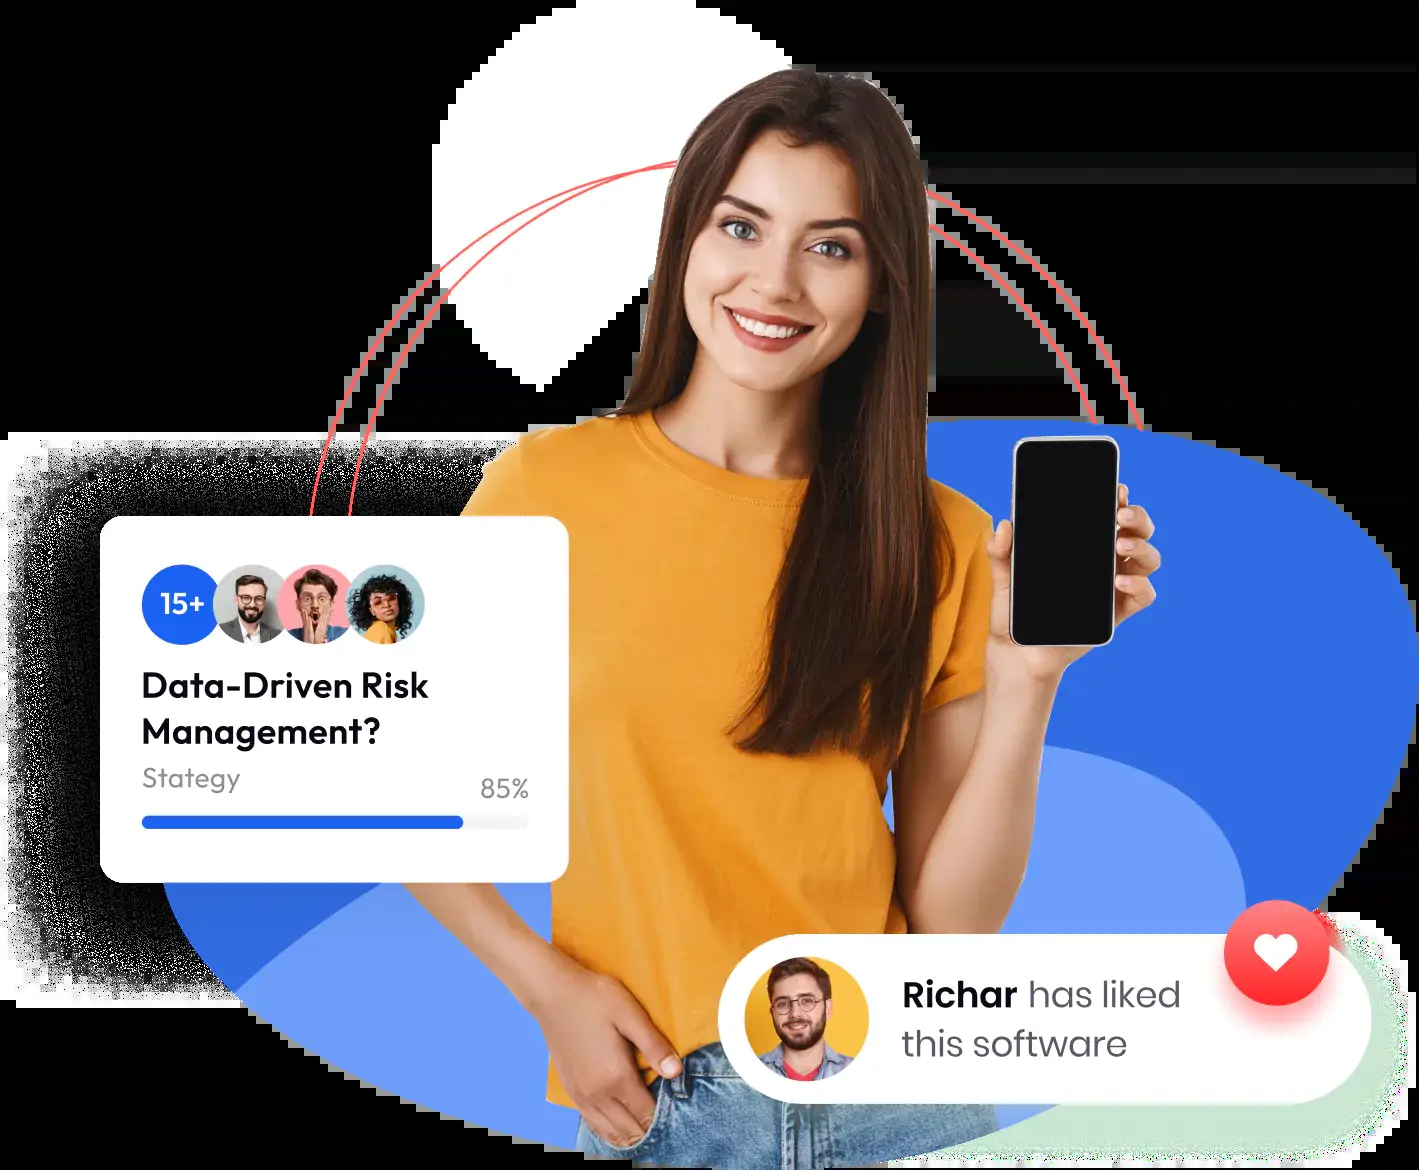 15+
Data-Driven Risk
Management?
Stategy
85%
Richar has liked
this software